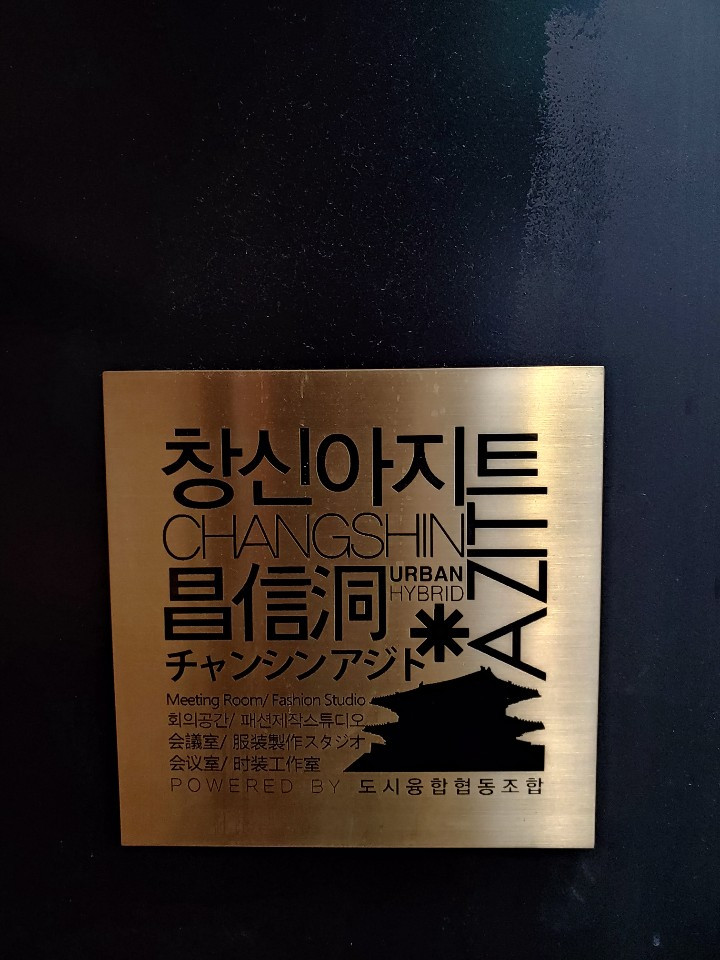 창신아지트
CHANGSHIN
AZIT
昌信洞
URBAN
HYBRID
チャンシンアジト
Meeting Room/ Fashion Studio
회의공간/ 패션제작스튜디오
会議室/ 服装製作スタジオ
会议室/ 时装工作室
POWERED BY 도시융합협동조합